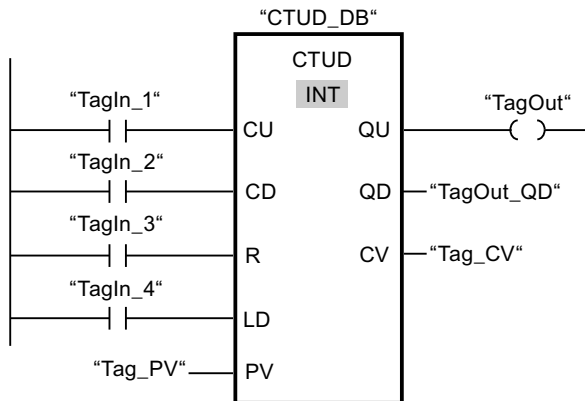 “CTUD_DB“
CTUD
INT
“TagIn_1“
CU
QU
“TagOut“
“TagIn_2“
CD
QD
“TagOut_QD“
“TagIn_3“
R
CV
“Tag_CV“
“TagIn_4“
LD
“Tag_PV“
PV